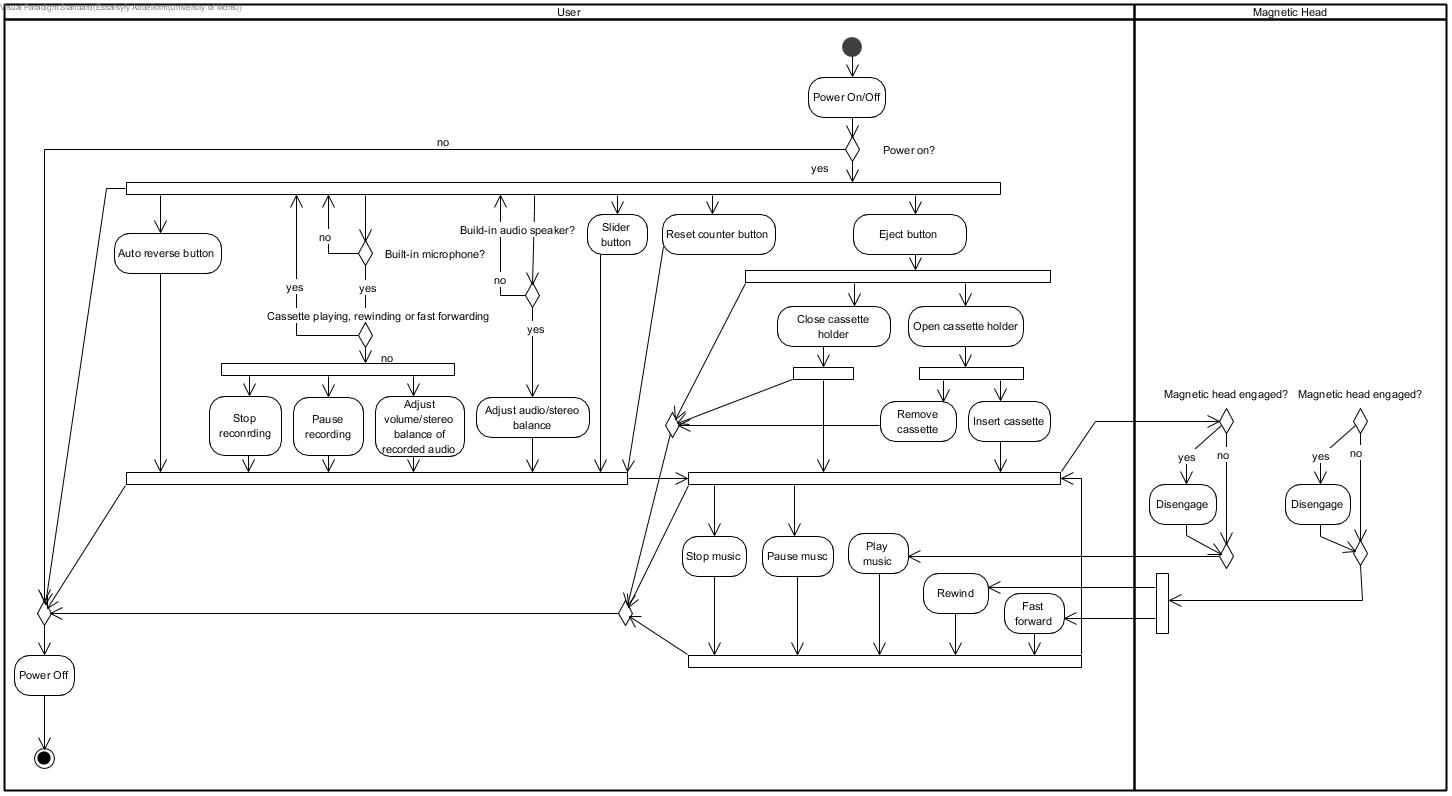 Visual Paradigm Standard(Essafsyfy Abdelkrim(University of Mons))
User
Magnetic Head
Power On/Off
no
Power on?
yes
Build-in audio speaker?
Slider
button
Reset counter button
Eject button
Auto reverse button
no
Built-in microphone?
yes
yes
no
Cassette playing, rewinding or fast forwarding
yes
no
Close cassette
holder
Open cassette holder
Stop
reconrding
Pause
recording
Adjust
volume/stereo
balance of
recorded audio
Adjust audio/stereo
balance
Remove
cassette
Insert cassette
Magnetic head engaged?
Magnetic head engaged?
yes
no
yes
no
Disengage
Disengage
Stop music
Pause musc
Play
music
Rewind
Fast
forward
Power Off